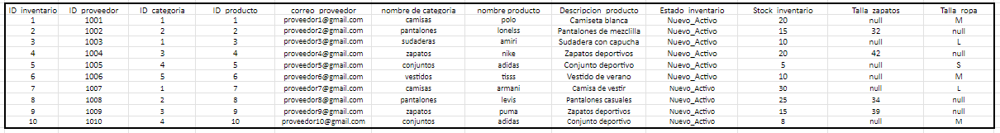 ID_inventario ID_proveedor ID_categoria ID_producto correo_proveedor nombre de categoria nombre producto Descripcion_producto Estado_inventario Stock_inventario Talla_zapatos Talla_ropa
1 1001 1 1 proveedor1@gmail.com camisas polo Camiseta blanca Nuevo_Activo 20 null M
2 1002 2 2 proveedor2@gmail.com pantalones lonelss Pantalones de mezclilla Nuevo_Activo 15 32 null
3 1003 1 3 proveedor3@gmail.com sudaderas amiri Sudadera con capucha Nuevo_Activo 10 null L
4 1004 3 4 proveedor4@gmail.com zapatos nike Zapatos deportivos Nuevo_Activo 20 42 null
5 1005 4 5 proveedor5@gmail.com conjuntos adidas Conjunto deportivo Nuevo_Activo 5 null S
6 1006 5 6 proveedor6@gmail.com vestidos tisss Vestido de verano Nuevo_Activo 10 null M
7 1007 1 7 proveedor7@gmail.com camisas armani Camisa de vestir Nuevo_Activo 30 null L
8 1008 2 8 proveedor8@gmail.com pantalones levis Pantalones casuales Nuevo_Activo 25 34 null
9 1009 3 9 proveedor9@gmail.com zapatos puma Zapatos deportivos Nuevo_Activo 15 39 null
10 1010 4 10 proveedor10@gmail.com conjuntos adidas Conjunto deportivo Nuevo_Activo 8 null M